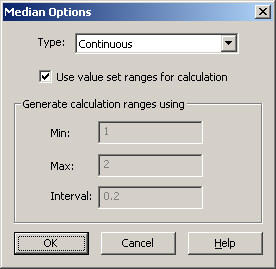 Median Options
Type: Continuous
Use value set ranges for calculation
Generate calculation ranges using
Min: 1
Max: 2
Interval: 0.2
OK Cancel Help